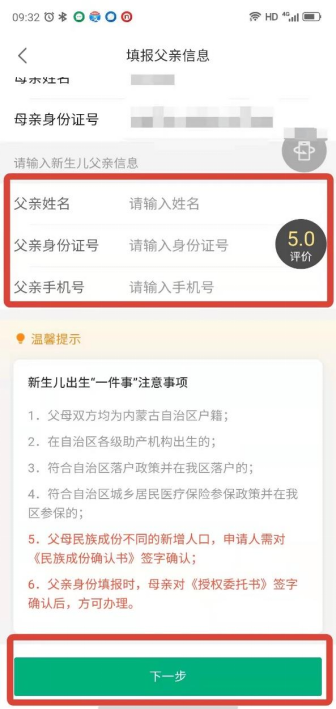 09:32
HD 4G
填报父亲信息
母亲姓名
母亲身份证号
请输入新生儿父亲信息
父亲姓名 请输入姓名
父亲身份证号 请输入身份证号
5.0
评价
父亲手机号 请输入手机号
温馨提示
新生儿出生“一件事”注意事项
1. 父母双方均为内蒙古自治区户籍；
2. 在自治区各级助产机构出生的；
3. 符合自治区落户政策并在我区落户的；
4. 符合自治区城乡居民医疗保险参保政策并在我
区参保的；
5. 父母民族成份不同的新增人口，申请人需对
《民族成份确认书》签字确认；
6. 父亲身份填报时，母亲对《授权委托书》签字
确认后，方可办理。
下一步